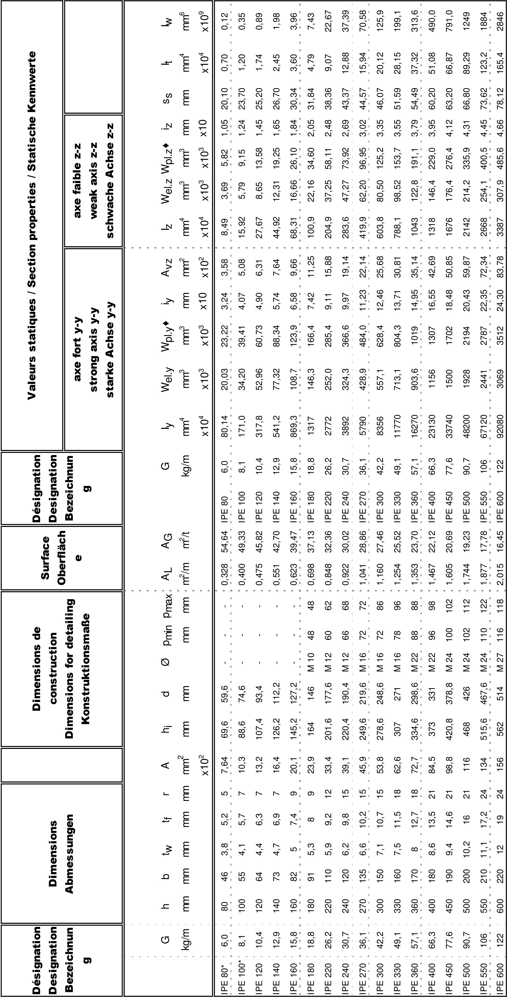 Désignation
Designation
Bezeichnun
g
Dimensions
Abmessungen
Dimensions de
construction
Dimensions for detailing
Konstruktionsmaße
Surface
Oberfläch
e
Désignation
Designation
Bezeichnun
g
Valeurs statiques / Section properties / Statische Kennwerte
axe fort y-y
strong axis y-y
starke Achse y-y
axe faible z-z
weak axis z-z
schwache Achse z-z
G h b tw tf r A hi d Ø pmin pmax AL AG G Iy Wel.y Wpl.y♦ iy Avz Iz Wel.z Wpl.z♦ iz ss It Iw
kg/m mm mm mm mm mm mm² mm mm mm mm m²/m m²/t kg/m mm⁴ mm³ mm³ mm mm² mm⁴ mm³ mm³ mm mm mm⁴ mm⁶
x10² x10⁴ x10³ x10³ x10 x10² x10⁴ x10³ x10³ x10 x10⁴ x10⁹
IPE 80* 6,0 80 46 3,8 5,2 5 7,64 69,6 59,6 - - - 0,328 54,64 IPE 80 6,0 80,14 20,03 23,22 3,24 3,58 8,49 3,69 5,82 1,05 20,10 0,70 0,12
IPE 100* 8,1 100 55 4,1 5,7 7 10,3 88,6 74,6 - - - 0,400 49,33 IPE 100 8,1 171,0 34,20 39,41 4,07 5,08 15,92 5,79 9,15 1,24 23,70 1,20 0,35
IPE 120 10,4 120 64 4,4 6,3 7 13,2 107,4 93,4 - - - 0,475 45,82 IPE 120 10,4 317,8 52,96 60,73 4,90 6,31 27,67 8,65 13,58 1,45 25,20 1,74 0,89
IPE 140 12,9 140 73 4,7 6,9 7 16,4 126,2 112,2 - - - 0,551 42,70 IPE 140 12,9 541,2 77,32 88,34 5,74 7,64 44,92 12,31 19,25 1,65 26,70 2,45 1,98
IPE 160 15,8 160 82 5 7,4 9 20,1 145,2 127,2 - - - 0,623 39,47 IPE 160 15,8 869,3 108,7 123,9 6,58 9,66 68,31 16,66 26,10 1,84 30,34 3,60 3,96
IPE 180 18,8 180 91 5,3 8 9 23,9 164 146 M 10 48 48 0,698 37,13 IPE 180 18,8 1317 146,3 166,4 7,42 11,25 100,9 22,16 34,60 2,05 31,84 4,79 7,43
IPE 220 26,2 220 110 5,9 9,2 12 33,4 201,6 177,6 M 12 60 62 0,848 32,36 IPE 220 26,2 2772 252,0 285,4 9,11 15,88 204,9 37,25 58,11 2,48 38,36 9,07 22,67
IPE 240 30,7 240 120 6,2 9,8 15 39,1 220,4 190,4 M 12 66 68 0,922 30,02 IPE 240 30,7 3892 324,3 366,6 9,97 19,14 283,6 47,27 73,92 2,69 43,37 12,88 37,39
IPE 270 36,1 270 135 6,6 10,2 15 45,9 249,6 219,6 M 16 72 72 1,041 28,86 IPE 270 36,1 5790 428,9 484,0 11,23 22,14 419,9 62,20 96,95 3,02 44,57 15,94 70,58
IPE 300 42,2 300 150 7,1 10,7 15 53,8 278,6 248,6 M 16 72 86 1,160 27,46 IPE 300 42,2 8356 557,1 628,4 12,46 25,68 603,8 80,50 125,2 3,35 46,07 20,12 125,9
IPE 330 49,1 330 160 7,5 11,5 18 62,6 307 271 M 16 78 96 1,254 25,52 IPE 330 49,1 11770 713,1 804,3 13,71 30,81 788,1 98,52 153,7 3,55 51,59 28,15 199,1
IPE 360 57,1 360 170 8 12,7 18 72,7 334,6 298,6 M 22 88 88 1,353 23,70 IPE 360 57,1 16270 903,6 1019 14,95 35,14 1043 122,8 191,1 3,79 54,49 37,32 313,6
IPE 400 66,3 400 180 8,6 13,5 21 84,5 373 331 M 22 96 98 1,467 22,12 IPE 400 66,3 23130 1156 1307 16,55 42,69 1318 146,4 229,0 3,95 60,20 51,08 490,0
IPE 450 77,6 450 190 9,4 14,6 21 98,8 420,8 378,8 M 24 100 102 1,605 20,69 IPE 450 77,6 33740 1500 1702 18,48 50,85 1676 176,4 276,4 4,12 63,20 66,87 791,0
IPE 500 90,7 500 200 10,2 16 21 116 468 426 M 24 102 112 1,744 19,23 IPE 500 90,7 48200 1928 2194 20,43 59,87 2142 214,2 335,9 4,31 66,80 89,29 1249
IPE 550 106 550 210 11,1 17,2 24 134 515,6 467,6 M 24 110 122 1,877 17,78 IPE 550 106 67120 2441 2787 22,35 72,34 2668 254,1 400,5 4,45 73,62 123,2 1884
IPE 600 122 600 220 12 19 24 156 562 514 M 27 116 118 2,015 16,45 IPE 600 122 92080 3069 3512 24,30 83,78 3387 307,9 485,6 4,66 78,12 165,4 2846